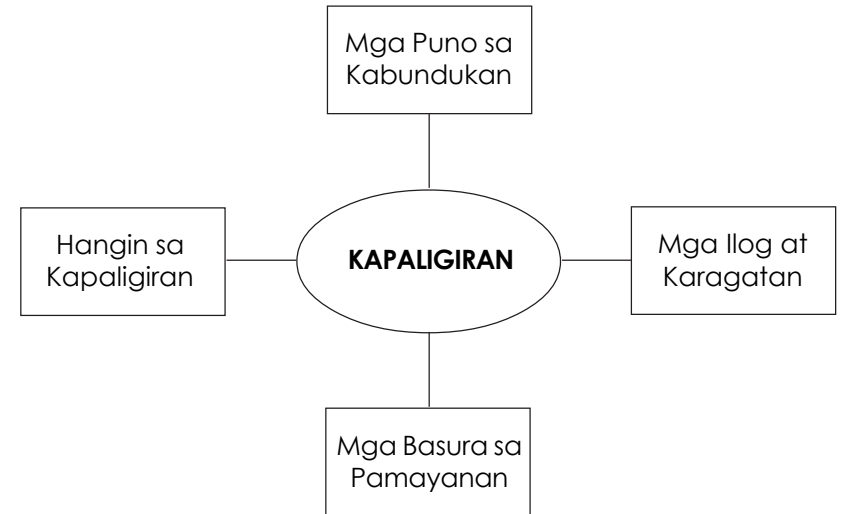 Mga Puno sa
Kabundukan
Hangin sa
Kapaligiran
KAPALIGIRAN
Mga Ilog at
Karagatan
Mga Basura sa
Pamayanan